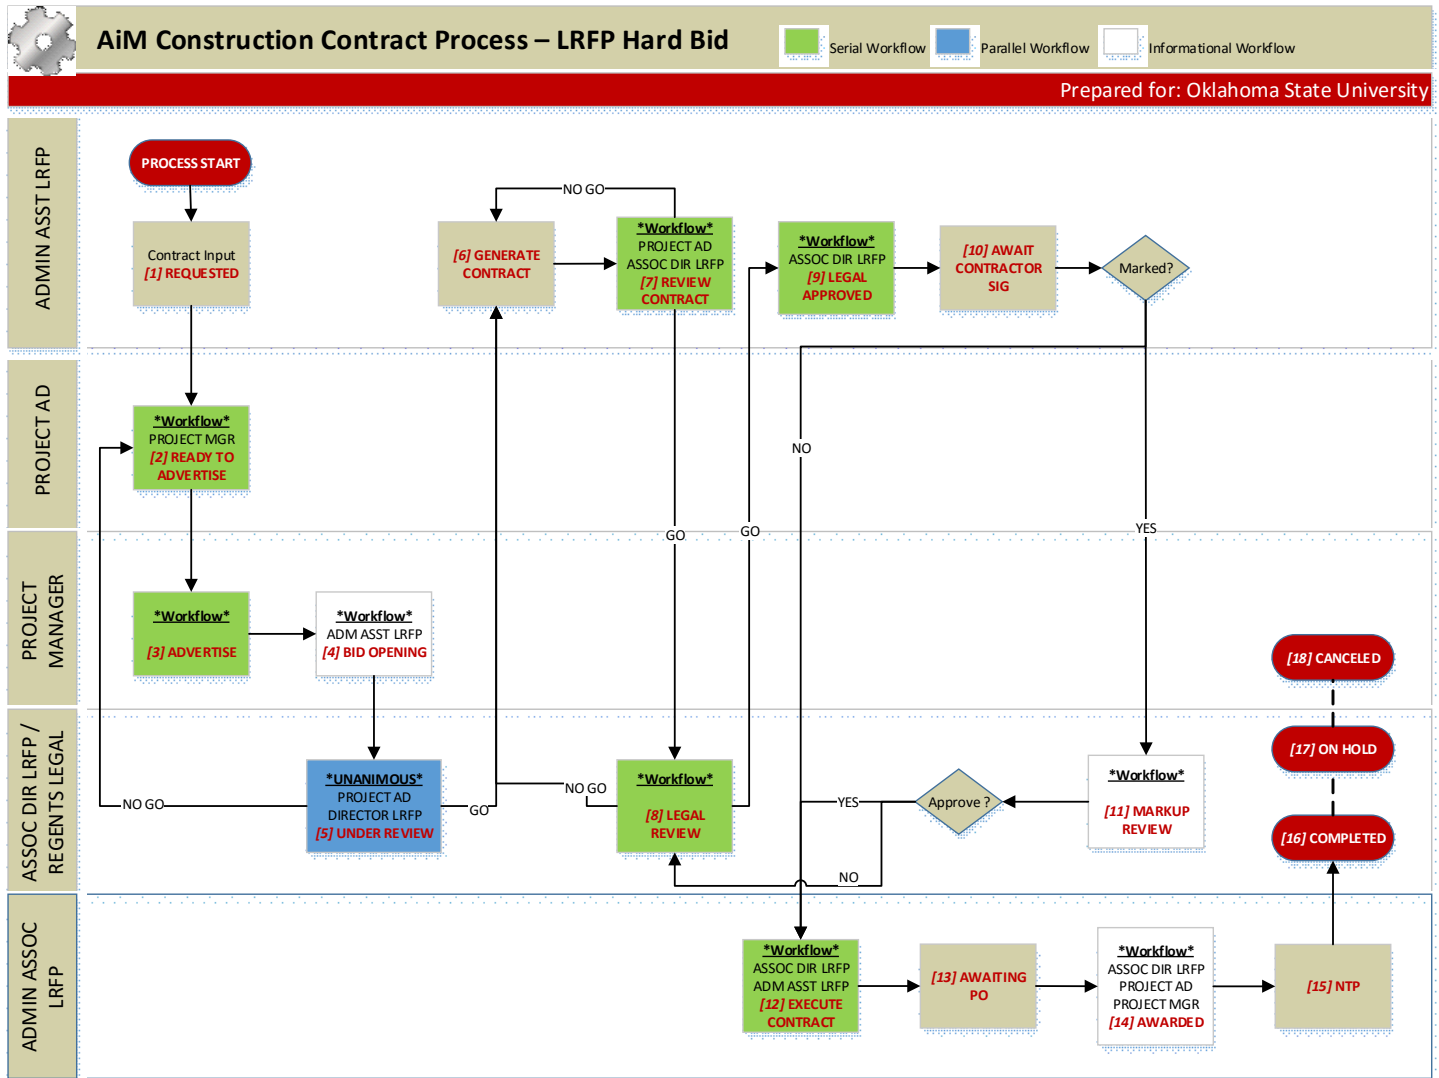 AiM Construction Contract Process – LRFP Hard Bid
Serial Workflow
Parallel Workflow
Informational Workflow
Prepared for: Oklahoma State University
ADMIN ASST LRFP
PROCESS START
Contract Input
[1] REQUESTED
NO GO
[6] GENERATE
CONTRACT
*Workflow*
PROJECT AD
ASSOC DIR LRFP
[7] REVIEW
CONTRACT
*Workflow*
ASSOC DIR LRFP
[9] LEGAL
APPROVED
[10] AWAIT
CONTRACTOR
SIG
Marked?
PROJECT AD
*Workflow*
PROJECT MGR
[2] READY TO
ADVERTISE
NO
GO
GO
YES
PROJECT
MANAGER
*Workflow*
[3] ADVERTISE
*Workflow*
ADM ASST LRFP
[4] BID OPENING
[18] CANCELED
ASSOC DIR LRFP /
REGENTS LEGAL
NO GO
*UNANIMOUS*
PROJECT AD
DIRECTOR LRFP
[5] UNDER REVIEW
GO
NO GO
*Workflow*
[8] LEGAL
REVIEW
YES
NO
Approve ?
*Workflow*
[11] MARKUP
REVIEW
[17] ON HOLD
[16] COMPLETED
ADMIN ASSOC
LRFP
*Workflow*
ASSOC DIR LRFP
ADM ASST LRFP
[12] EXECUTE
CONTRACT
[13] AWAITING
PO
*Workflow*
ASSOC DIR LRFP
PROJECT AD
PROJECT MGR
[14] AWARDED
[15] NTP